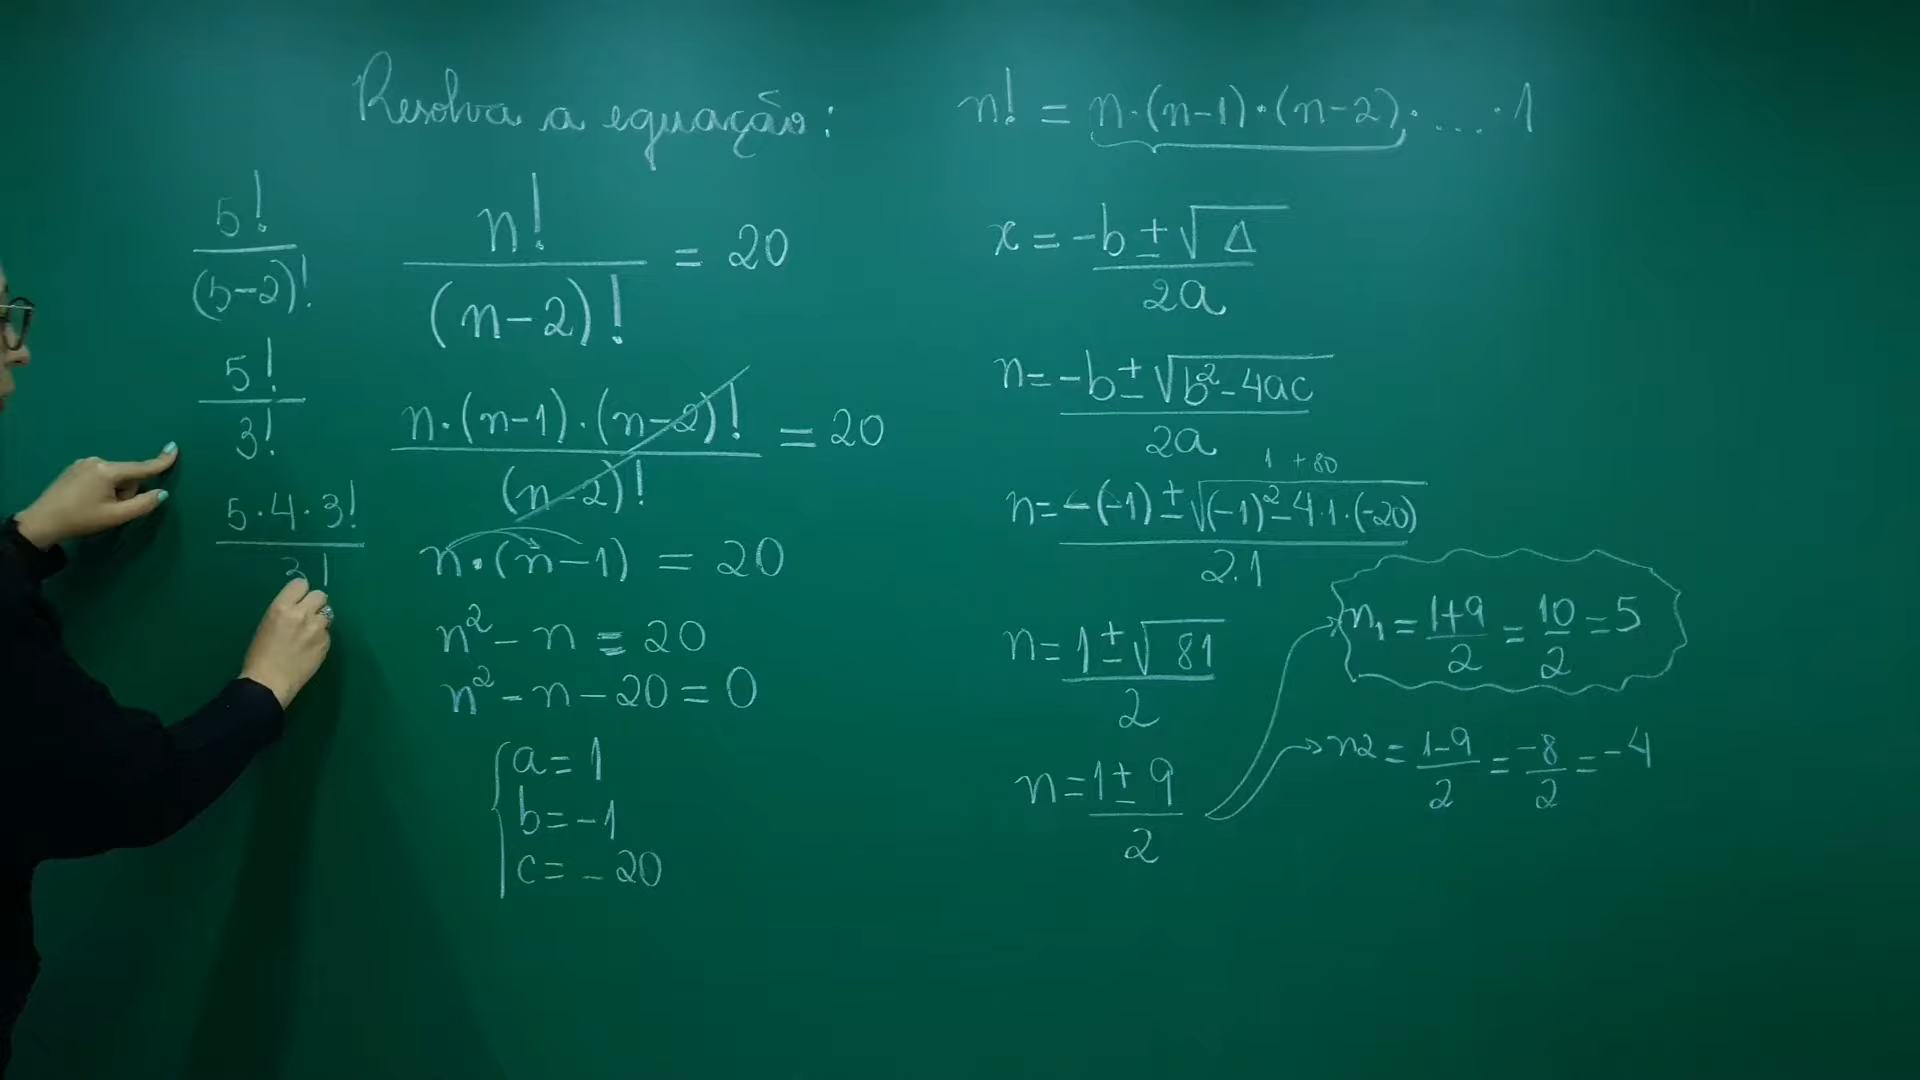 Resolva a equação:
5!/(5-2)!
5!/3!
5·4·3!/3!
n!/(n-2)! = 20
n·(n-1)·(n-2)!/(n-2)! = 20
n·(n-1) = 20
n² - n = 20
n² - n - 20 = 0
a = 1
b = -1
c = -20
n! = n·(n-1)·(n-2)· ... ·1
x = -b ± √Δ/2a
n = -b ± √b² - 4ac/2a
1 + 80
n = -(-1) ± √(-1)² - 4·1·(-20)/2.1
n = 1 ± √81/2
n = 1 ± 9/2
n₁ = 1+9/2 = 10/2 = 5
n2 = 1-9/2 = -8/2 = -4